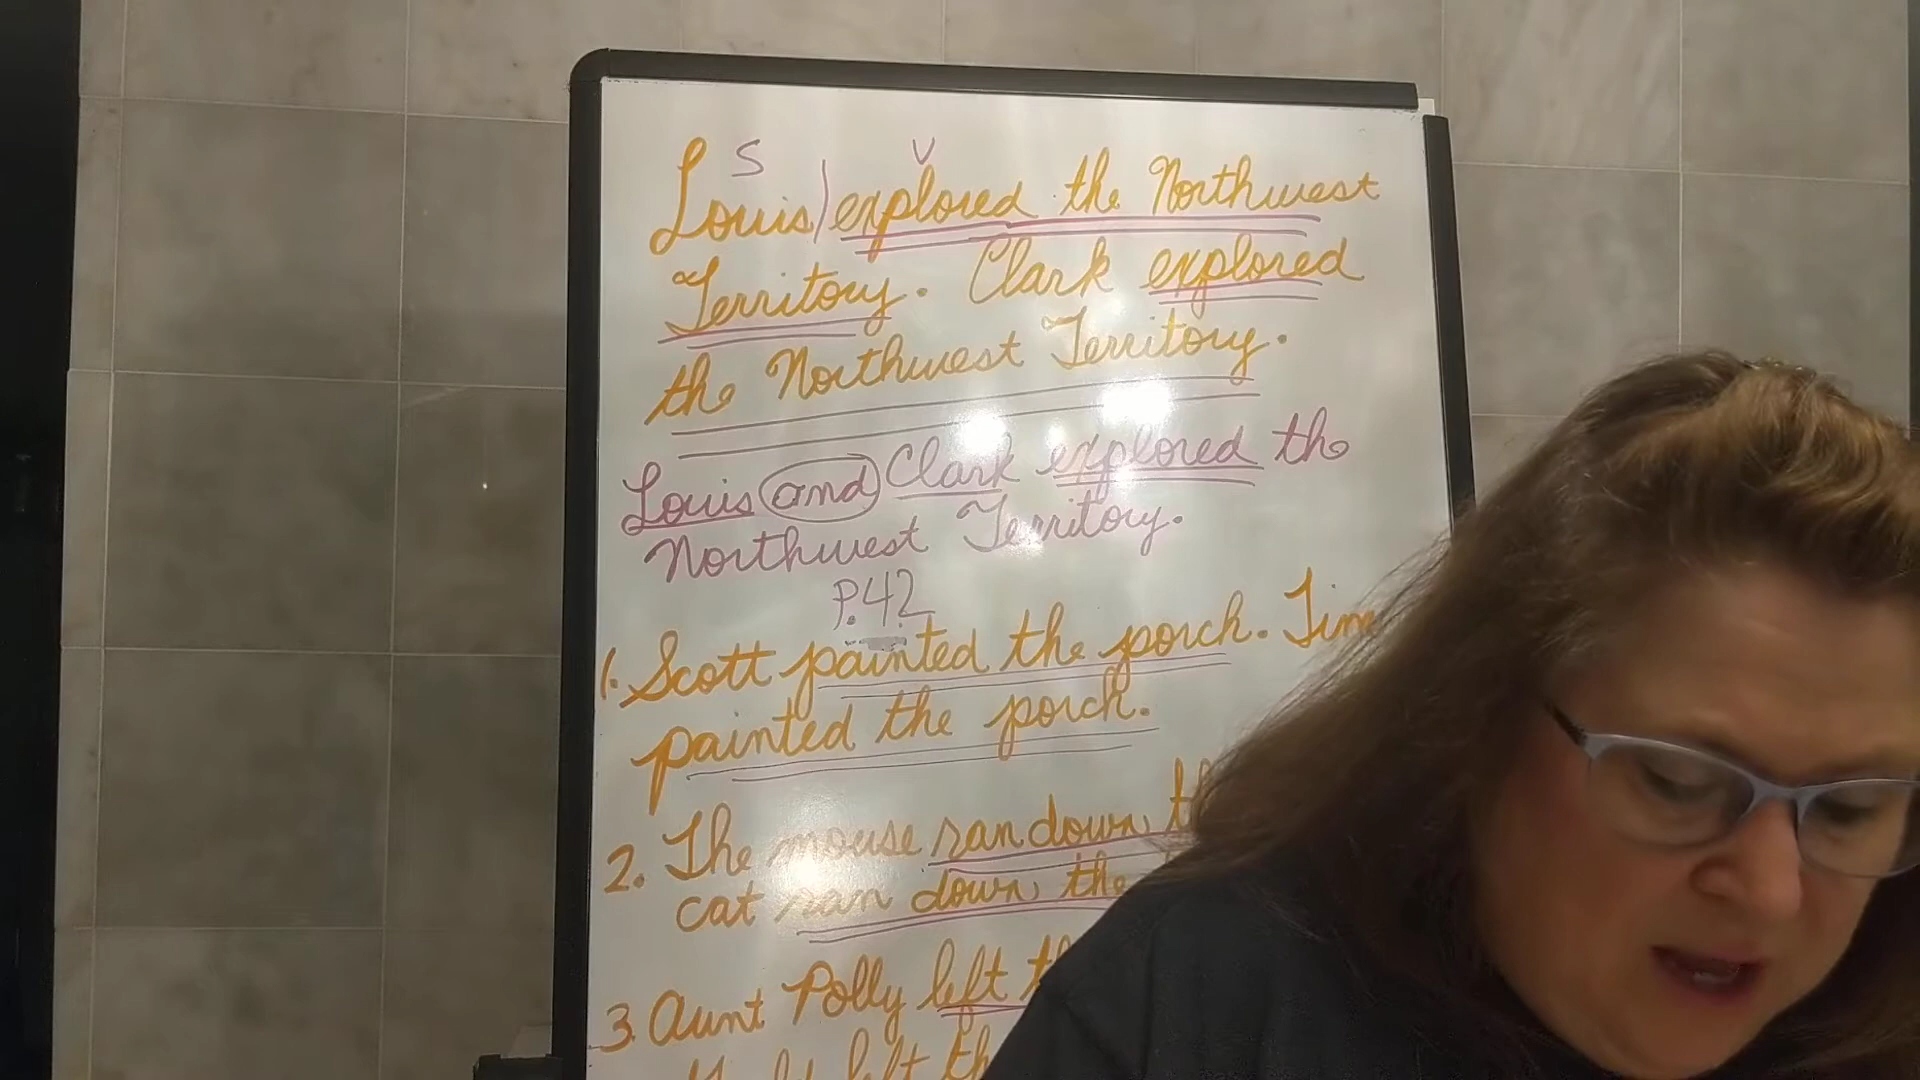 S V
Louis/explored the Northwest
Territory. Clark explored
the Northwest Territory.
Louis and Clark explored the
Northwest Territory.
P.42
1. Scott painted the porch. Tim
painted the porch.
2. The mouse ran down
cat ran down the
3. Aunt Polly left
left